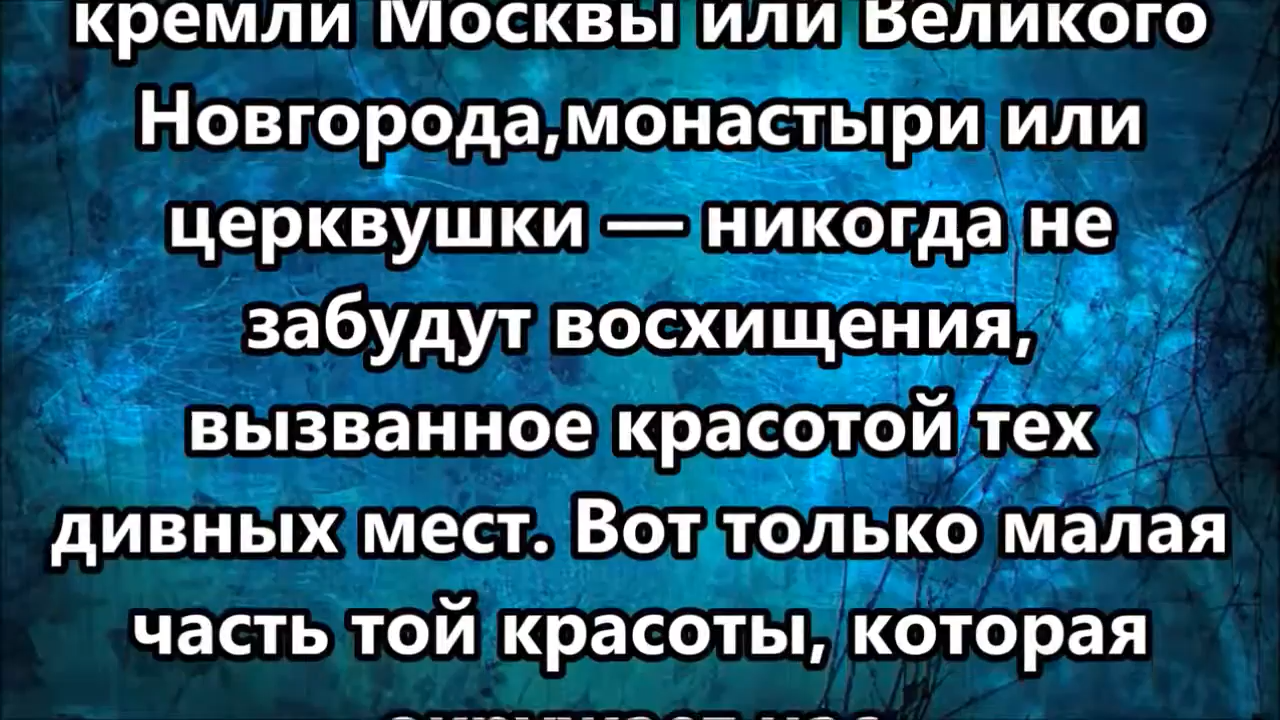 кремли Москвы или Великого
Новгорода,монастыри или
церквушки — никогда не
забудут восхищения,
вызванное красотой тех
дивных мест. Вот только малая
часть той красоты, которая